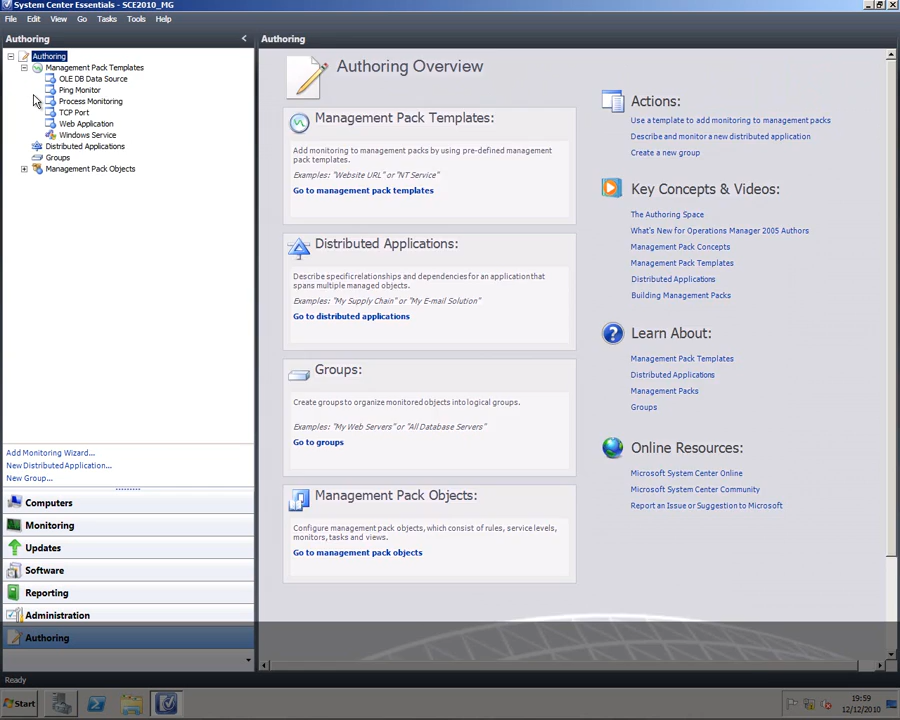 System Center Essentials - SCE2010_MG
File Edit View Go Tasks Tools Help
Authoring
Authoring
Management Pack Templates
OLE DB Data Source
Ping Monitor
Process Monitoring
TCP Port
Web Application
Windows Service
Distributed Applications
Groups
Management Pack Objects
Add Monitoring Wizard...
New Distributed Application...
New Group...
Computers
Monitoring
Updates
Software
Reporting
Administration
Authoring
Authoring
Authoring Overview
Management Pack Templates:
Add monitoring to management packs by using pre-defined management
pack templates.
Examples: "Website URL" or "NT Service"
Go to management pack templates
Distributed Applications:
Describe specific relationships and dependencies for an application that
spans multiple managed objects.
Examples: "My Supply Chain" or "My E-mail Solution"
Go to distributed applications
Groups:
Create groups to organize monitored objects into logical groups.
Examples: "My Web Servers" or "All Database Servers"
Go to groups
Management Pack Objects:
Configure management pack objects, which consist of rules, service levels,
monitors, tasks and views.
Go to management pack objects
Actions:
Use a template to add monitoring to management packs
Describe and monitor a new distributed application
Create a new group
Key Concepts & Videos:
The Authoring Space
What's New for Operations Manager 2005 Authors
Management Pack Concepts
Management Pack Templates
Distributed Applications
Building Management Packs
Learn About:
Management Pack Templates
Distributed Applications
Management Packs
Groups
Online Resources:
Microsoft System Center Online
Microsoft System Center Community
Report an Issue or Suggestion to Microsoft
Ready
Start
19:59
12/12/2010